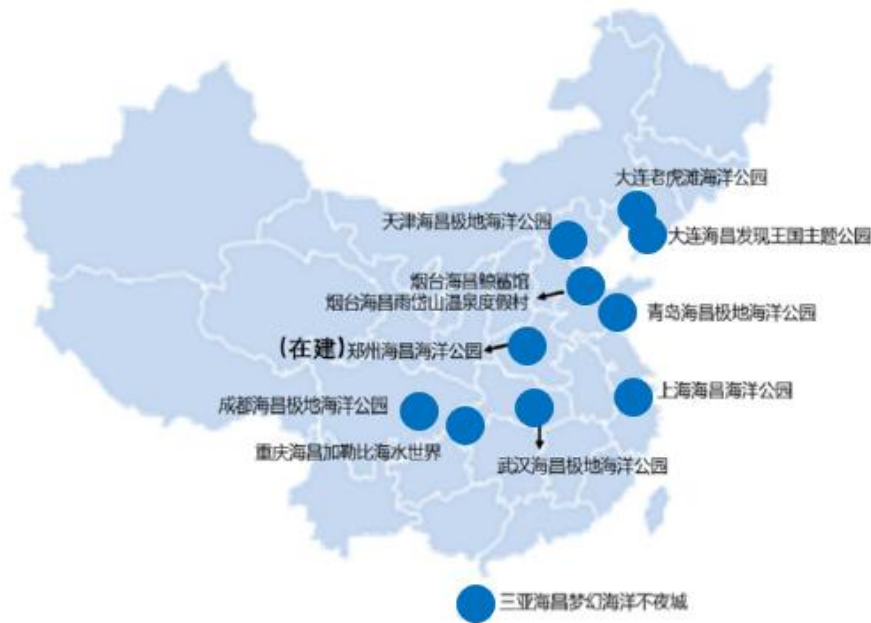 大连老虎滩海洋公园
天津海昌极地海洋公园
大连海昌发现王国主题公园
烟台海昌鲸鲨馆
烟台海昌雨岱山温泉度假村
青岛海昌极地海洋公园
(在建)郑州海昌海洋公园
上海海昌海洋公园
成都海昌极地海洋公园
重庆海昌加勒比海水世界
武汉海昌极地海洋公园
三亚海昌梦幻海洋不夜城